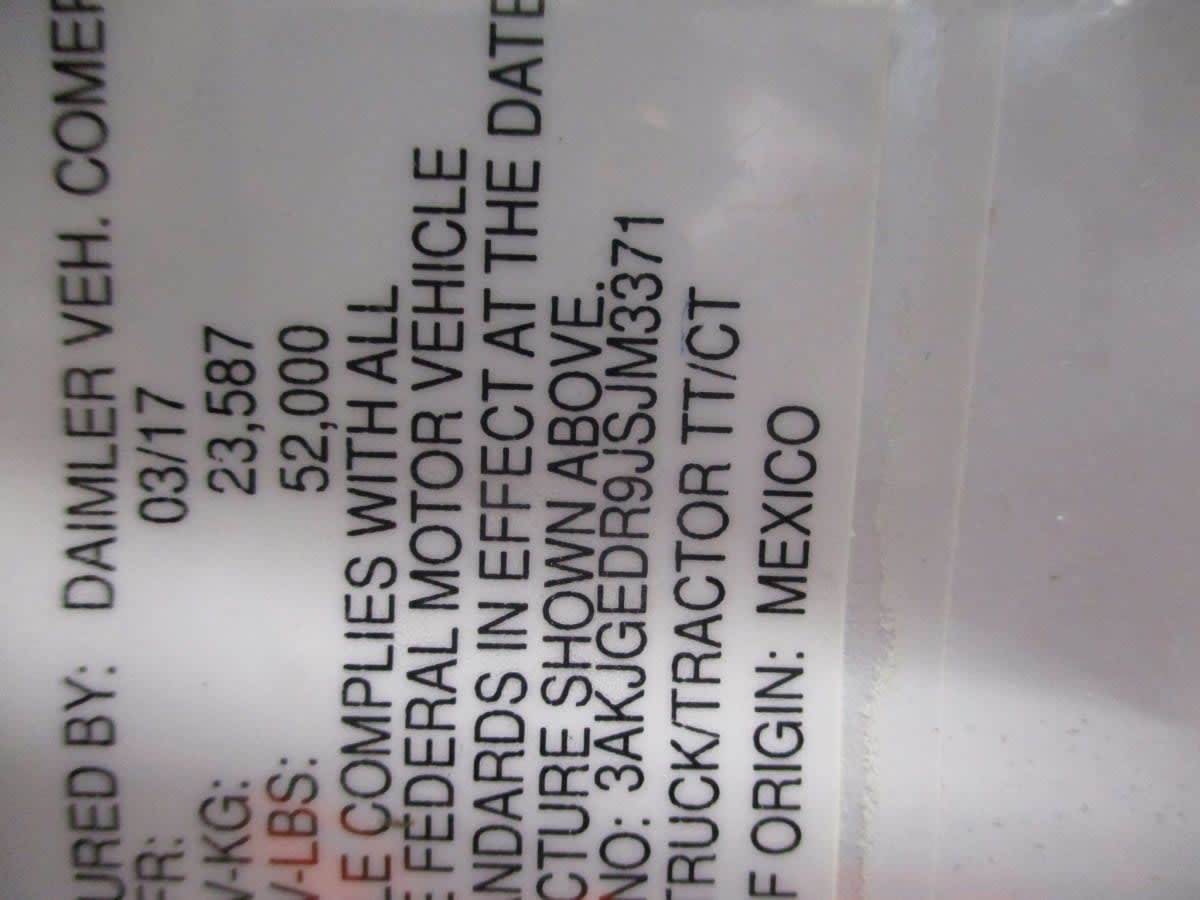 URED BY: DAIMLER VEH. COMER
FR: 03/17
V-KG: 23,587
V-LBS: 52,000
LE COMPLIES WITH ALL
E FEDERAL MOTOR VEHICLE
ANDARDS IN EFFECT AT THE DATE
CTURE SHOWN ABOVE.
NO: 3AKJGEDR9JSJM3371
TRUCK/TRACTOR TT/CT
F ORIGIN: MEXICO